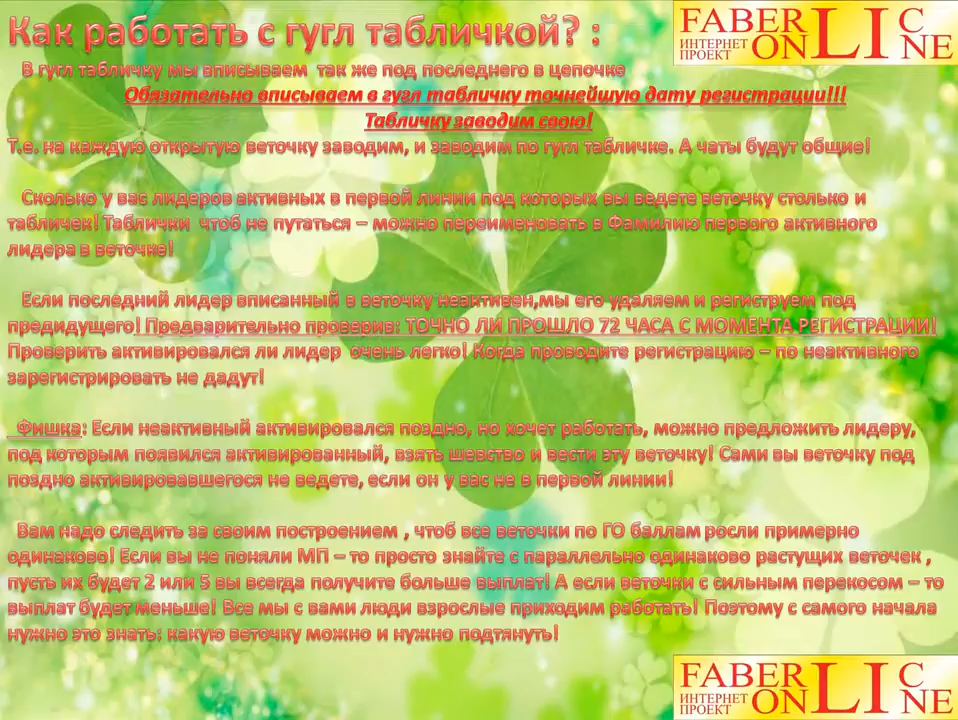 Как работать с гугл табличкой? :
FABERLIC
ИНТЕРНЕТ ПРОЕКТ ONLINE
В гугл табличку мы вписываем так же под последнего в цепочке
Обязательно вписываем в гугл табличку точнейшую дату регистрации!!!
Табличку заводим свою!
Т.е. на каждую открытую веточку заводим, и заводим по гугл табличке. А чаты будут общие!
Сколько у вас лидеров активных в первой линии под которых вы ведете веточку столько и
табличек! Таблички чтоб не путаться – можно переименовать в Фамилию первого активного
лидера в веточке!
Если последний лидер вписанный в веточку неактивен,мы его удаляем и региструем под
предидущего! Предварительно проверив: ТОЧНО ЛИ ПРОШЛО 72 ЧАСА С МОМЕНТА РЕГИСТРАЦИИ!
Проверить активировался ли лидер очень легко! Когда проводите регистрацию – по неактивного
зарегистрировать не дадут!
Фишка: Если неактивный активировался поздно, но хочет работать, можно предложить лидеру,
под которым появился активированный, взять шевство и вести эту веточку! Сами вы веточку под
поздно активировавшегося не ведете, если он у вас не в первой линии!
Вам надо следить за своим построением , чтоб все веточки по ГО баллам росли примерно
одинаково! Если вы не поняли МП – то просто знайте с параллельно одинаково растущих веточек ,
пусть их будет 2 или 5 вы всегда получите больше выплат! А если веточки с сильным перекосом – то
выплат будет меньше! Все мы с вами люди взрослые приходим работать! Поэтому с самого начала
нужно это знать: какую веточку можно и нужно подтянуть!
FABERLIC
ИНТЕРНЕТ ПРОЕКТ ONLINE